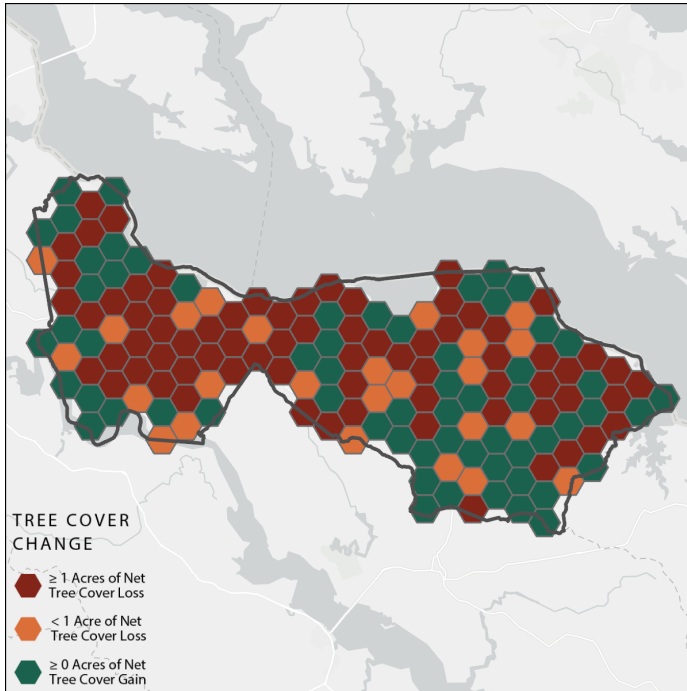 TREE COVER
CHANGE
≥ 1 Acres of Net
Tree Cover Loss
< 1 Acre of Net
Tree Cover Loss
≥ 0 Acres of Net
Tree Cover Gain